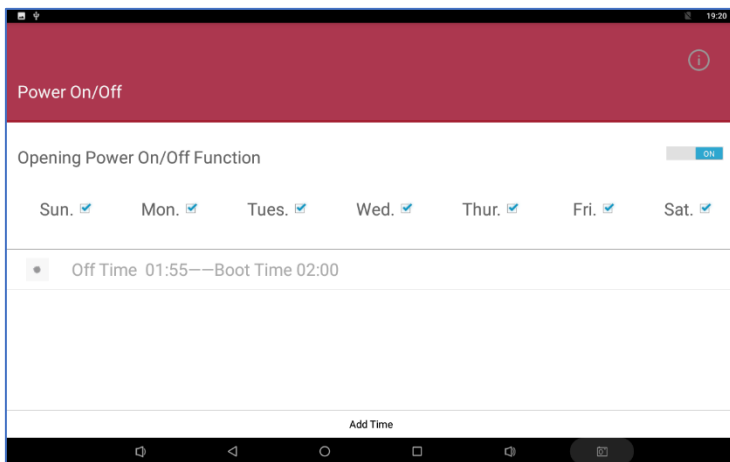 19:20
Power On/Off
Opening Power On/Off Function
ON
Sun. Mon. Tues. Wed. Thur. Fri. Sat.
Off Time 01:55——Boot Time 02:00
Add Time